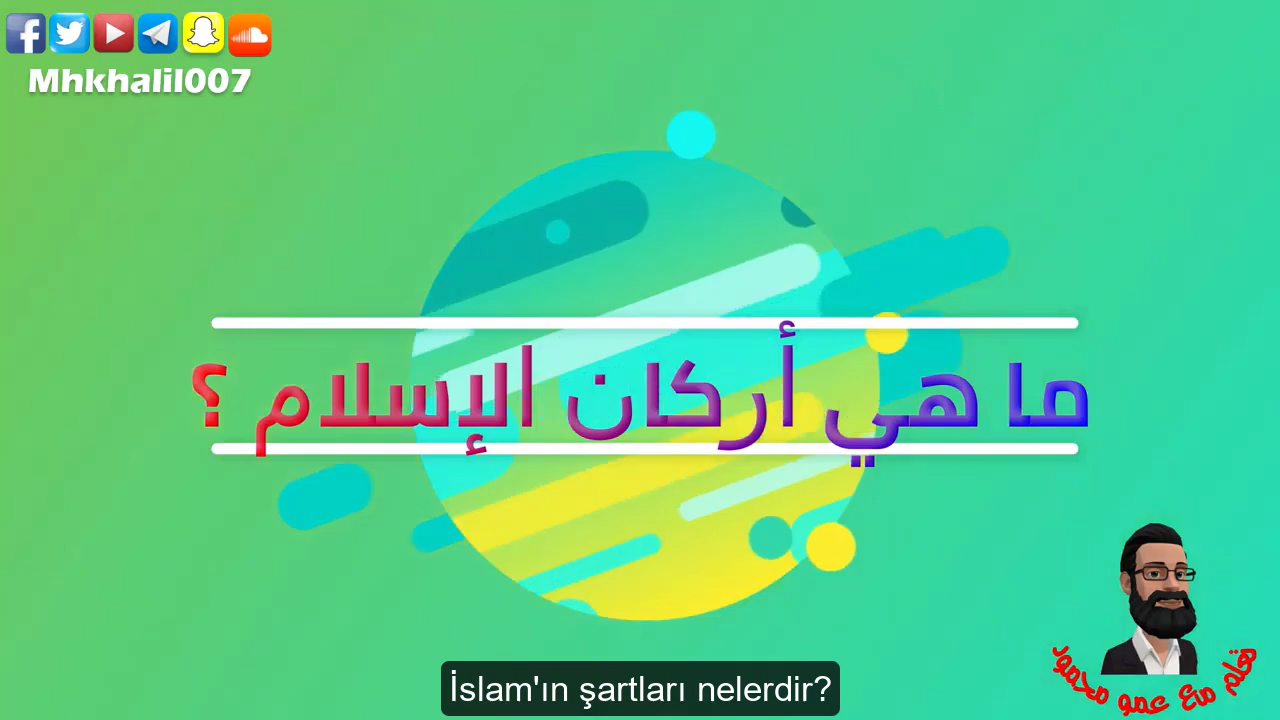 Mhkhalil007
ما هي أركان الإسلام ؟
تعلم مع عمو محمود
İslam'ın şartları nelerdir?